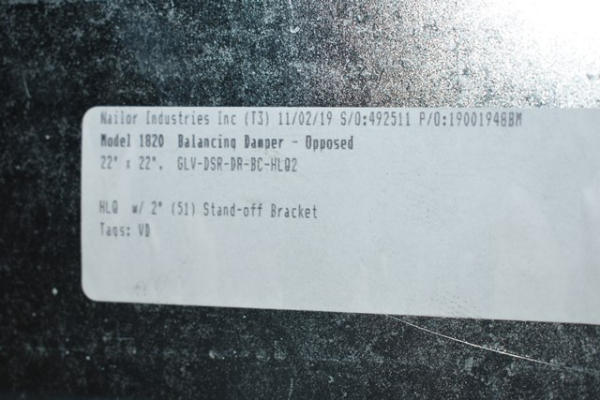 Nailor Industries Inc (T3) 11/02/19 S/O:492511 P/O:19001948BM
Model 1820 Balancing Damper - Opposed
22" x 22", GLV-DSR-DR-BC-HLQ2
HLQ w/ 2" (51) Stand-off Bracket
Tags: VD